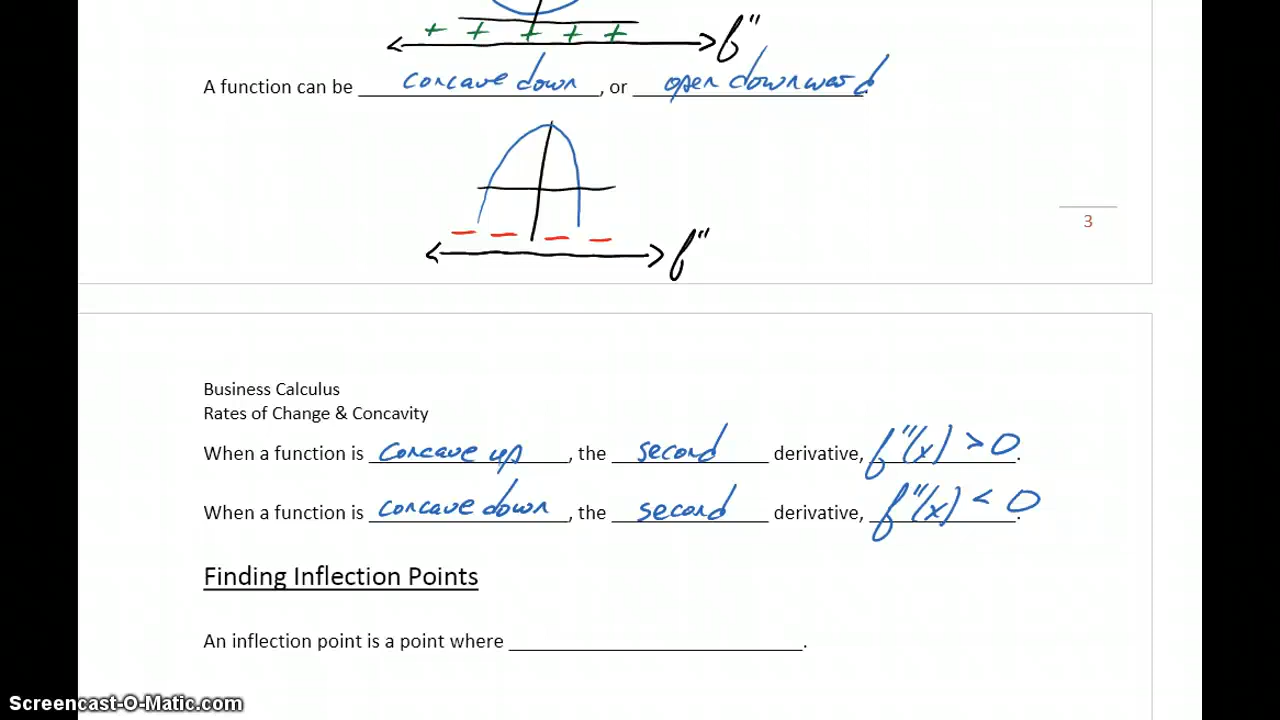 + + + + + f"
A function can be concave down, or open downward.
− − − − f"
3
Business Calculus
Rates of Change & Concavity
When a function is concave up, the second derivative, f"(x) > 0.
When a function is concave down, the second derivative, f"(x) < 0.
Finding Inflection Points
An inflection point is a point where ____________________.
Screencast-O-Matic.com